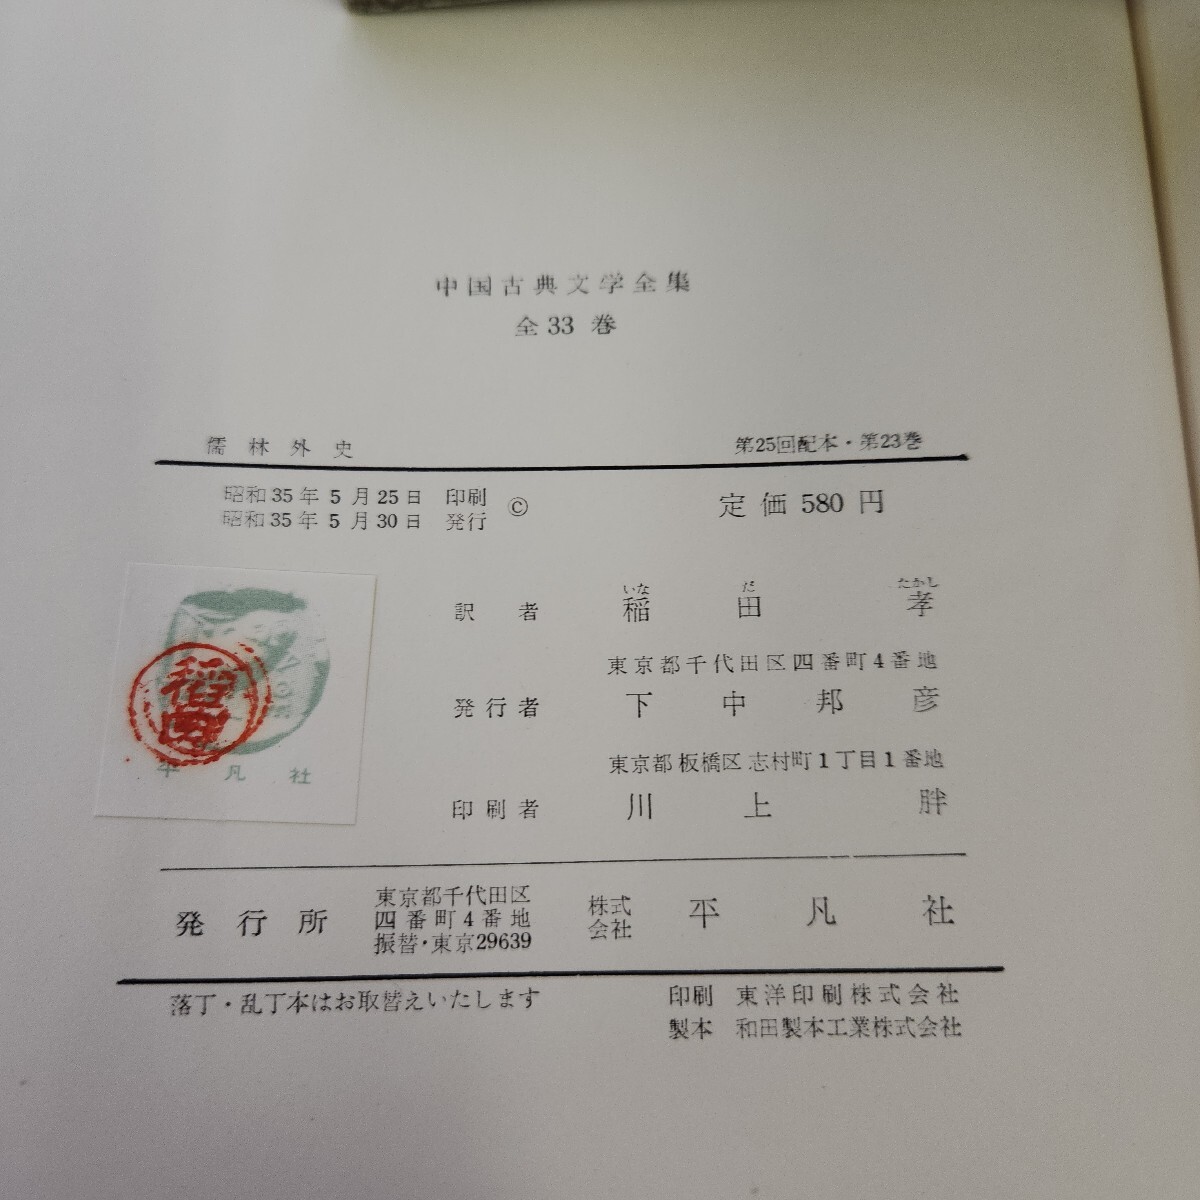 中国古典文学全集
全33巻
儒林外史
第25回配本・第23巻
昭和35年5月25日 印刷
昭和35年5月30日 発行
©
定価 580 円
いな だ たかし
訳者 稲田孝
東京都千代田区四番町4番地
発行者 下中邦彦
東京都板橋区志村町1丁目1番地
印刷者 川上胖
稲田
平凡社
発行所
東京都千代田区
四番町4番地
振替・東京29639
株式
会社
平凡社
落丁・乱丁本はお取替えいたします
印刷 東洋印刷株式会社
製本 和田製本工業株式会社